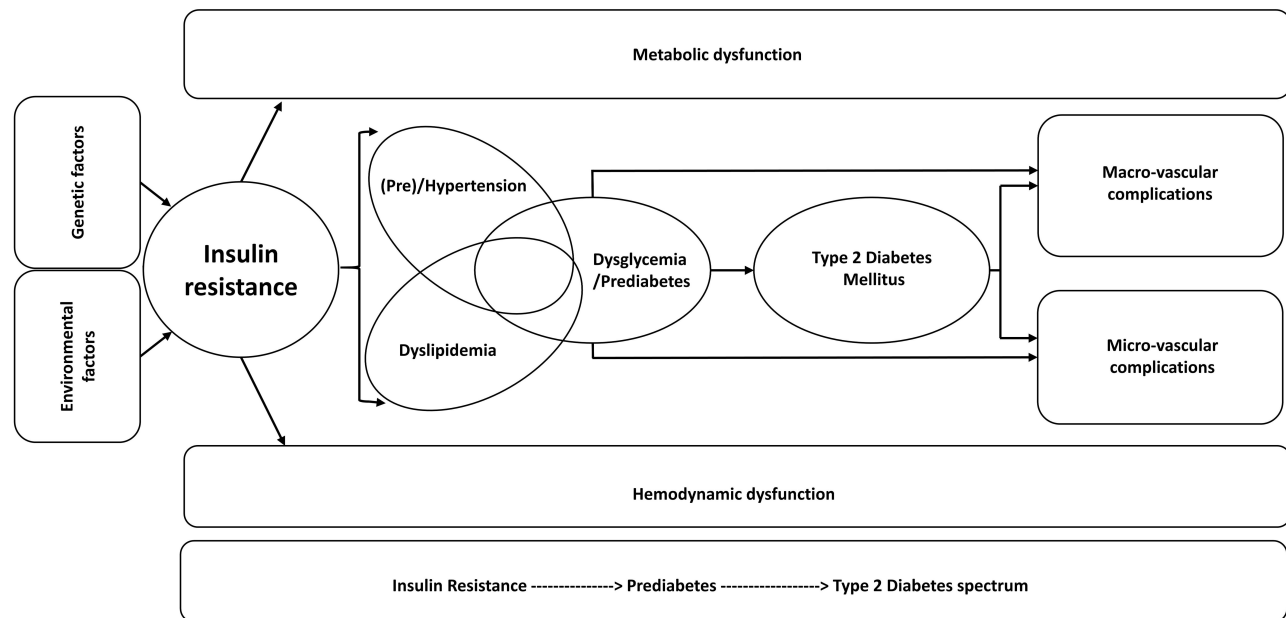 Metabolic dysfunction
Genetic factors
Environmental
factors
Insulin
resistance
(Pre)/Hypertension
Dyslipidemia
Dysglycemia
/Prediabetes
Type 2 Diabetes
Mellitus
Macro-vascular
complications
Micro-vascular
complications
Hemodynamic dysfunction
Insulin Resistance ---------------> Prediabetes ------------------> Type 2 Diabetes spectrum